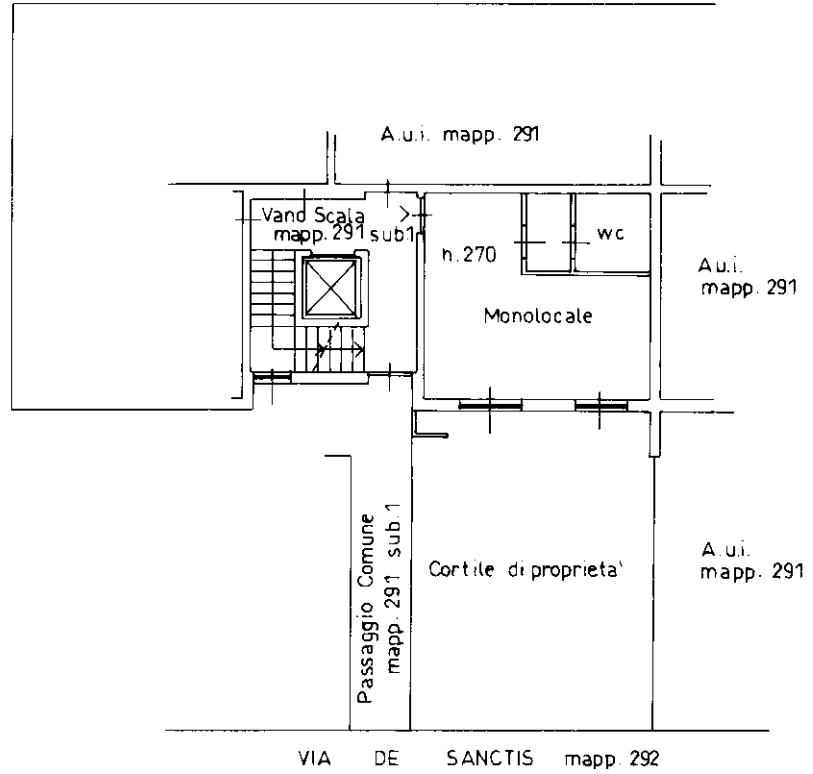 A.u.i. mapp. 291
Vano Scala
mapp. 291 sub1
h.270
wc
A.u.i.
mapp. 291
Monolocale
Passaggio Comune
mapp. 291 sub.1
Cortile di proprieta'
A.u.i.
mapp. 291
VIA DE SANCTIS mapp. 292